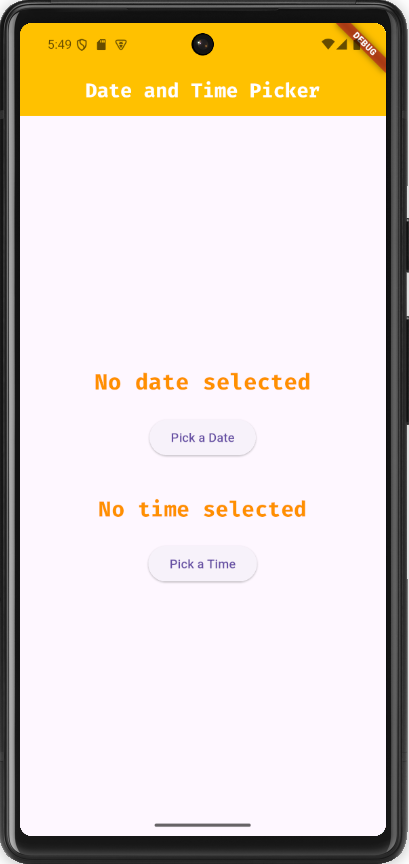 5:49
DEBUG
Date and Time Picker
No date selected
Pick a Date
No time selected
Pick a Time